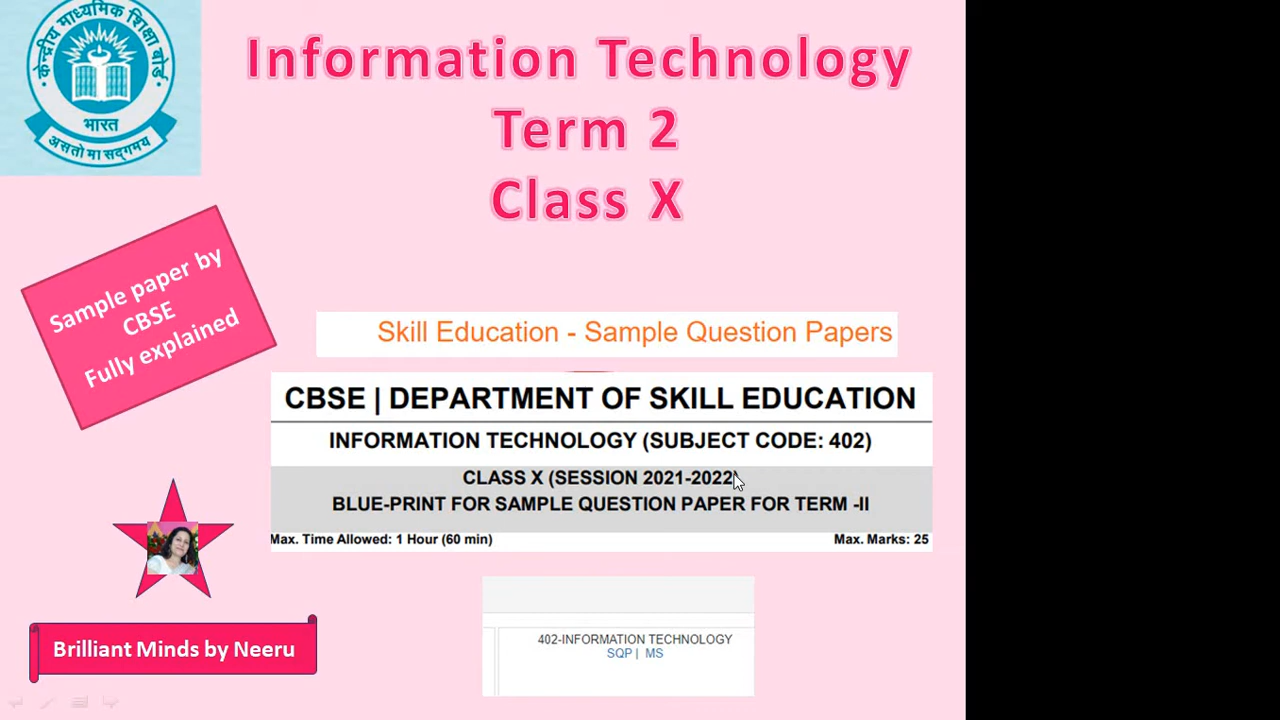 केन्द्रीय माध्यमिक शिक्षा बोर्ड
भारत
असतो मा सद्गमय
Information Technology
Term 2
Class X
Sample paper by
CBSE
Fully explained
Skill Education - Sample Question Papers
CBSE | DEPARTMENT OF SKILL EDUCATION
INFORMATION TECHNOLOGY (SUBJECT CODE: 402)
CLASS X (SESSION 2021-2022)
BLUE-PRINT FOR SAMPLE QUESTION PAPER FOR TERM -II
Max. Time Allowed: 1 Hour (60 min) Max. Marks: 25
402-INFORMATION TECHNOLOGY
SQP | MS
Brilliant Minds by Neeru